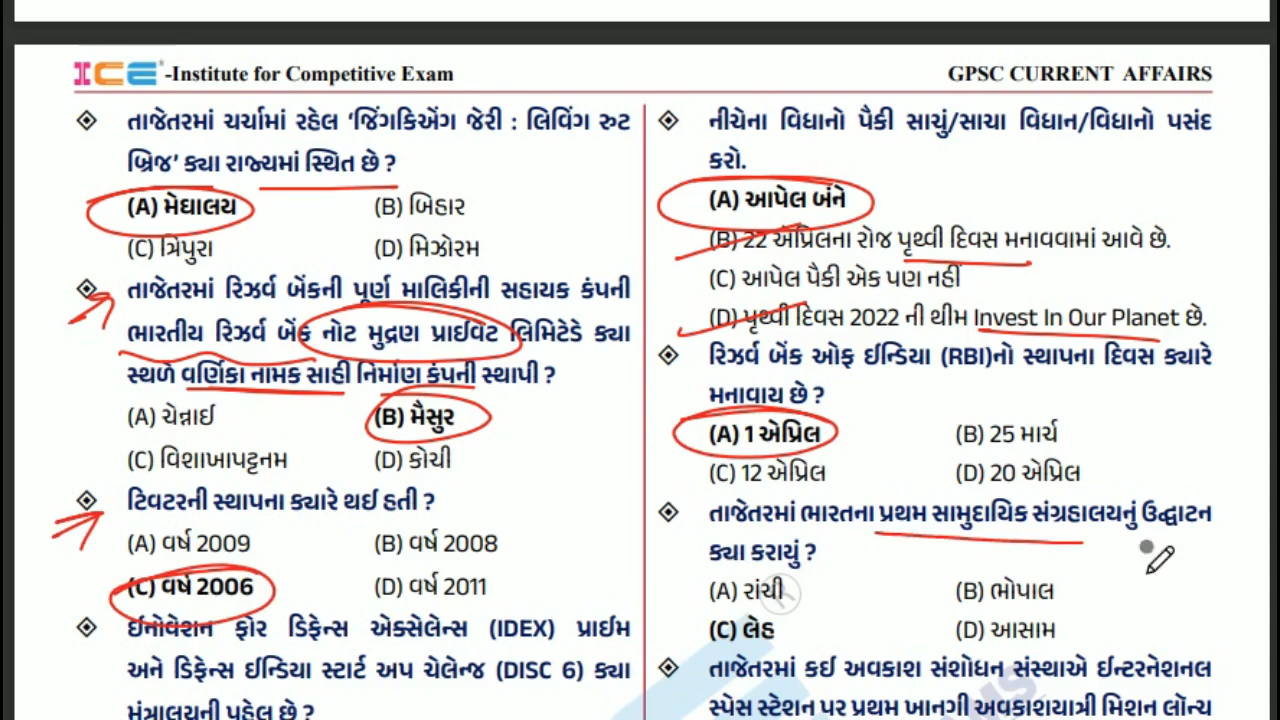 ICE -Institute for Competitive Exam
GPSC CURRENT AFFAIRS
તાજેતરમાં ચર્ચામાં રહેલ ‘જિંગકિએંગ જેરી : લિવિંગ રુટ
બ્રિજ’ ક્યા રાજ્યમાં સ્થિત છે ?
(A) મેઘાલય (B) બિહાર
(C) ત્રિપુરા (D) મિઝોરમ
તાજેતરમાં રિઝર્વ બેંકની પૂર્ણ માલિકીની સહાયક કંપની
ભારતીય રિઝર્વ બેંક નોટ મુદ્રણ પ્રાઈવેટ લિમિટેડે ક્યા
સ્થળે વર્ણિકા નામક સાહી નિર્માણ કંપની સ્થાપી ?
(A) ચેન્નાઈ (B) મૈસુર
(C) વિશાખાપટ્ટનમ (D) કોચી
ટિવટરની સ્થાપના ક્યારે થઈ હતી ?
(A) વર્ષ 2009 (B) વર્ષ 2008
(C) વર્ષ 2006 (D) વર્ષ 2011
ઈનોવેશન ફોર ડિફેન્સ એક્સેલેન્સ (IDEX) પ્રાઈમ
અને ડિફેન્સ ઈન્ડિયા સ્ટાર્ટ અપ ચેલેન્જ (DISC 6) ક્યા
મંત્રાલયની પહેલ છે ?
નીચેના વિધાનો પૈકી સાચું/સાચા વિધાન/વિધાનો પસંદ
કરો.
(A) આપેલ બંને
(B) 22 એપ્રિલના રોજ પૃથ્વી દિવસ મનાવવામાં આવે છે.
(C) આપેલ પૈકી એક પણ નહીં
(D) પૃથ્વી દિવસ 2022 ની થીમ Invest In Our Planet છે.
રિઝર્વ બેંક ઓફ ઈન્ડિયા (RBI)નો સ્થાપના દિવસ ક્યારે
મનાવાય છે ?
(A) 1 એપ્રિલ (B) 25 માર્ચ
(C) 12 એપ્રિલ (D) 20 એપ્રિલ
તાજેતરમાં ભારતના પ્રથમ સામુદાયિક સંગ્રહાલયનું ઉદ્ઘાટન
ક્યા કરાયું ?
(A) રાંચી (B) ભોપાલ
(C) લેહ (D) આસામ
તાજેતરમાં કઈ અવકાશ સંશોધન સંસ્થાએ ઈન્ટરનેશનલ
સ્પેસ સ્ટેશન પર પ્રથમ ખાનગી અવકાશયાત્રી મિશન લૉન્ચ